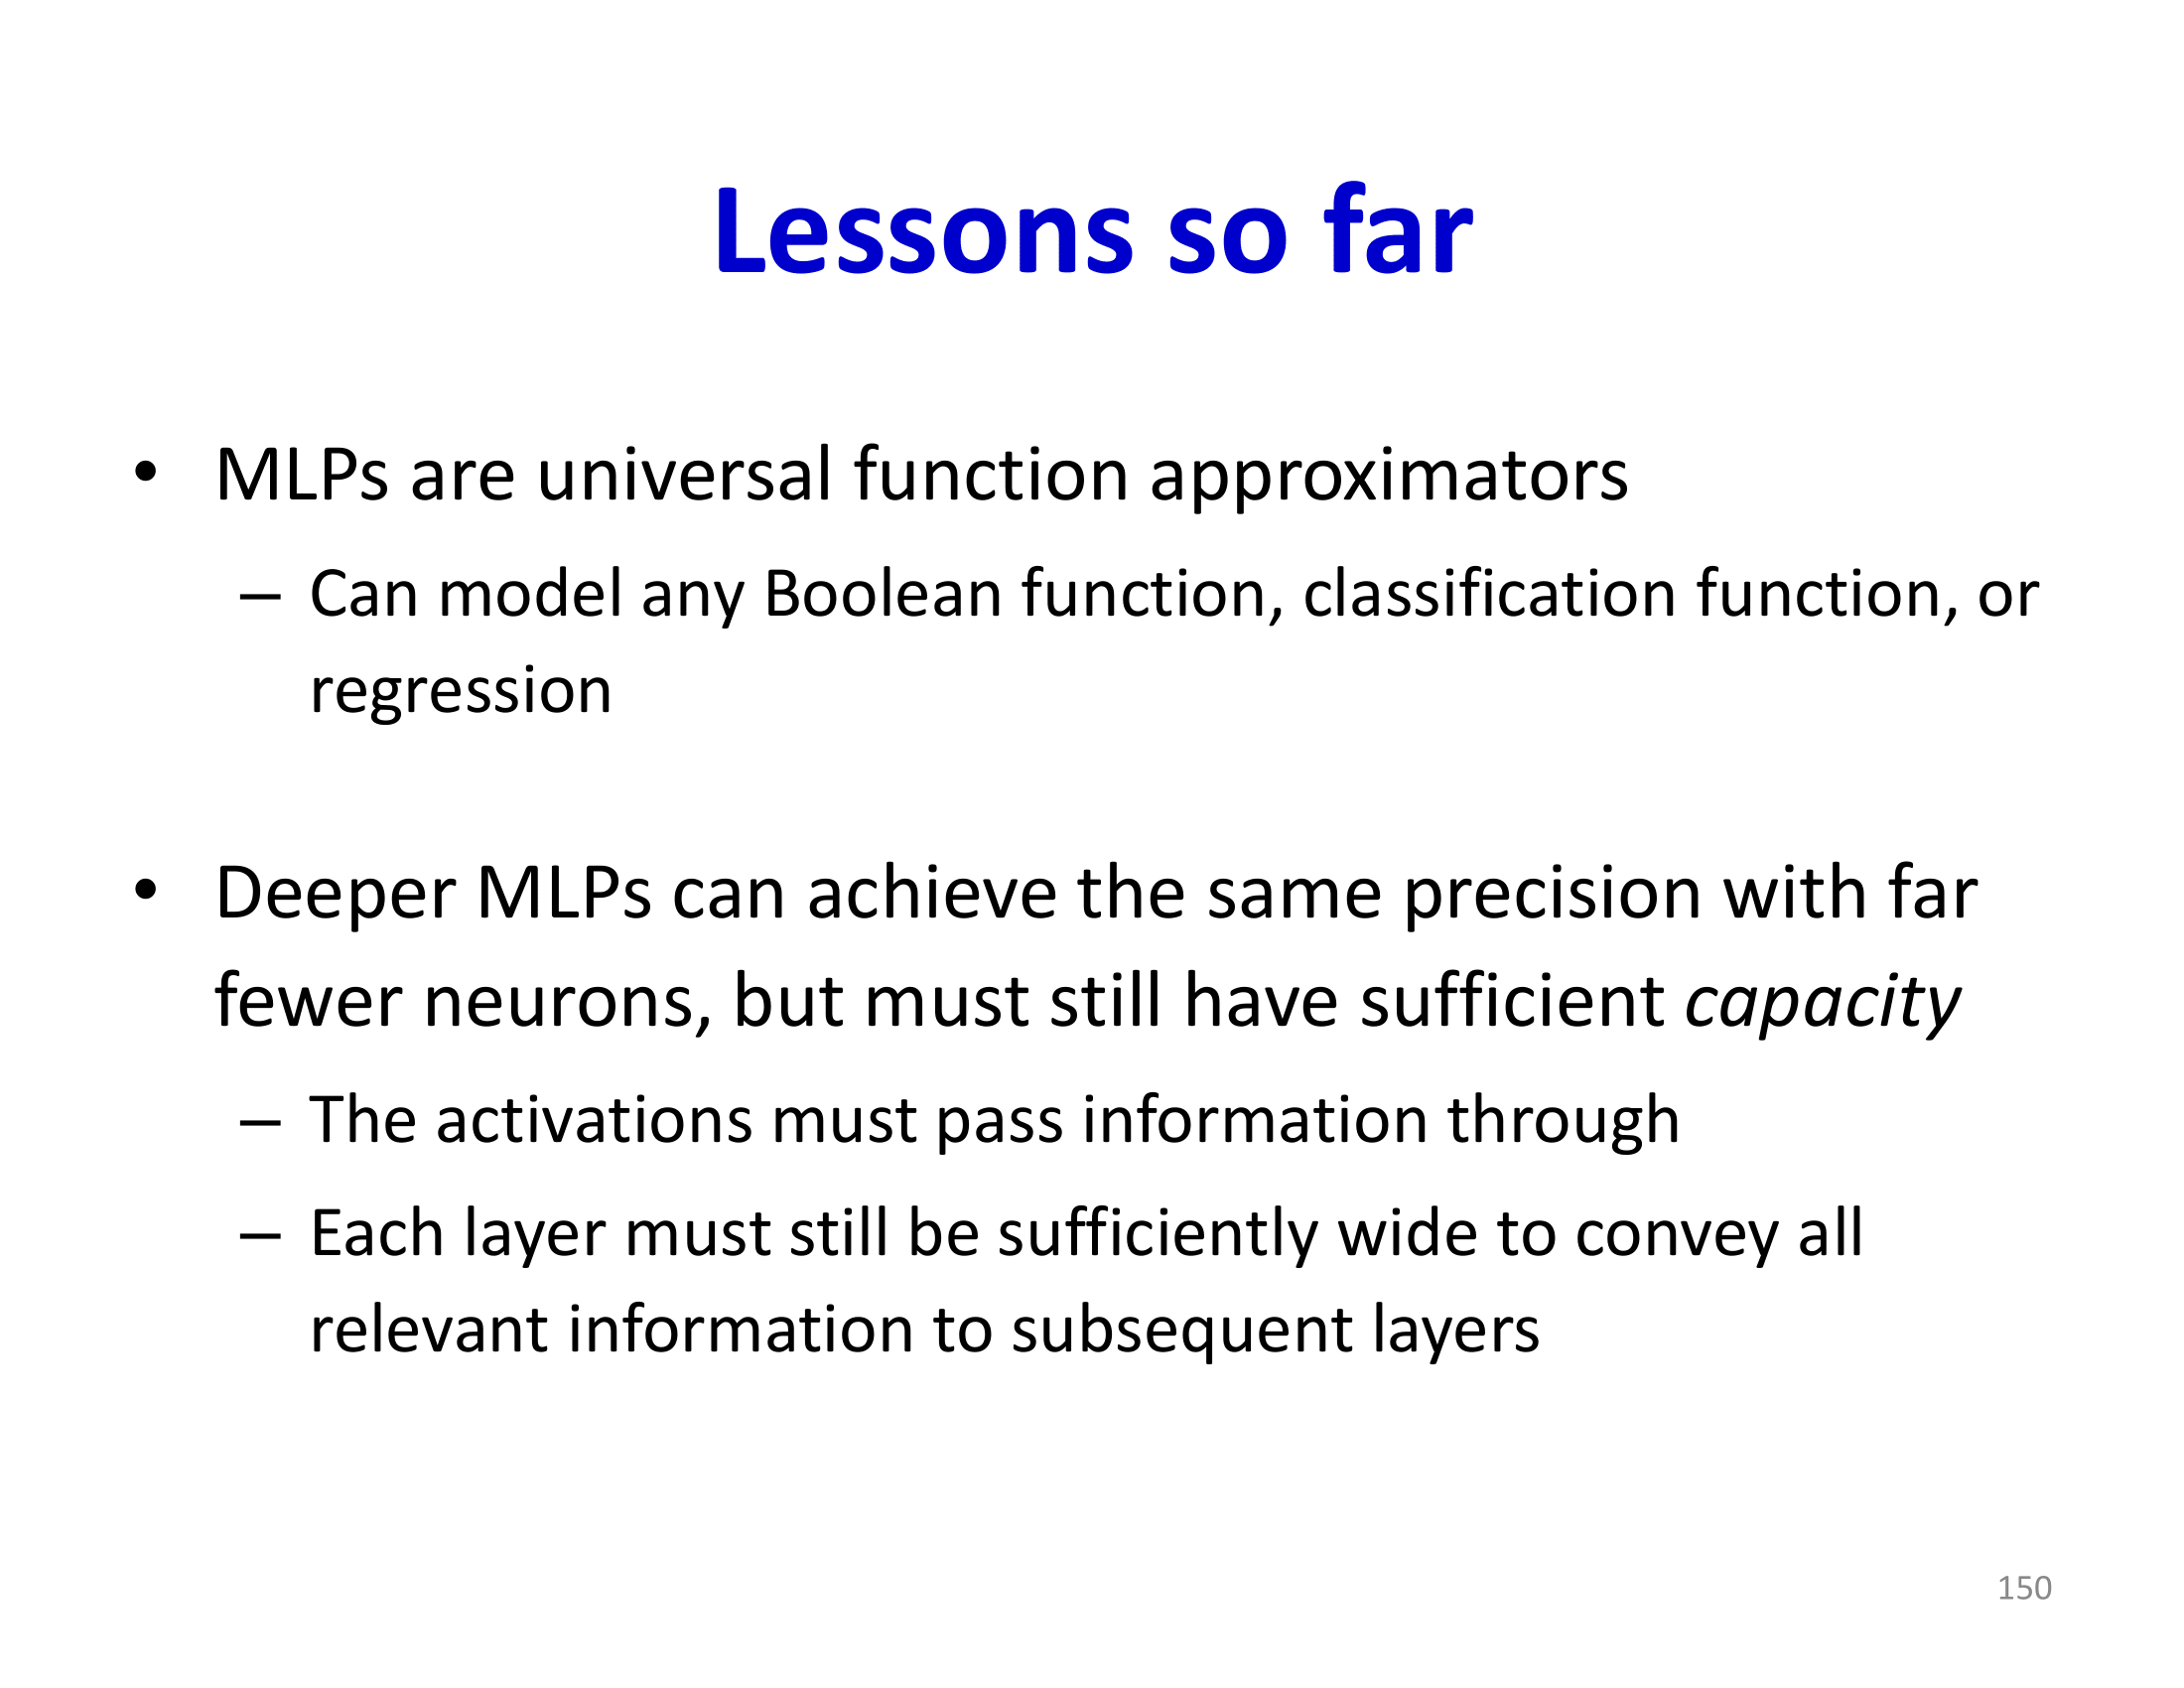 Lessons so far
• MLPs are universal function approximators
– Can model any Boolean function, classification function, or
regression
• Deeper MLPs can achieve the same precision with far
fewer neurons, but must still have sufficient capacity
– The activations must pass information through
– Each layer must still be sufficiently wide to convey all
relevant information to subsequent layers
150